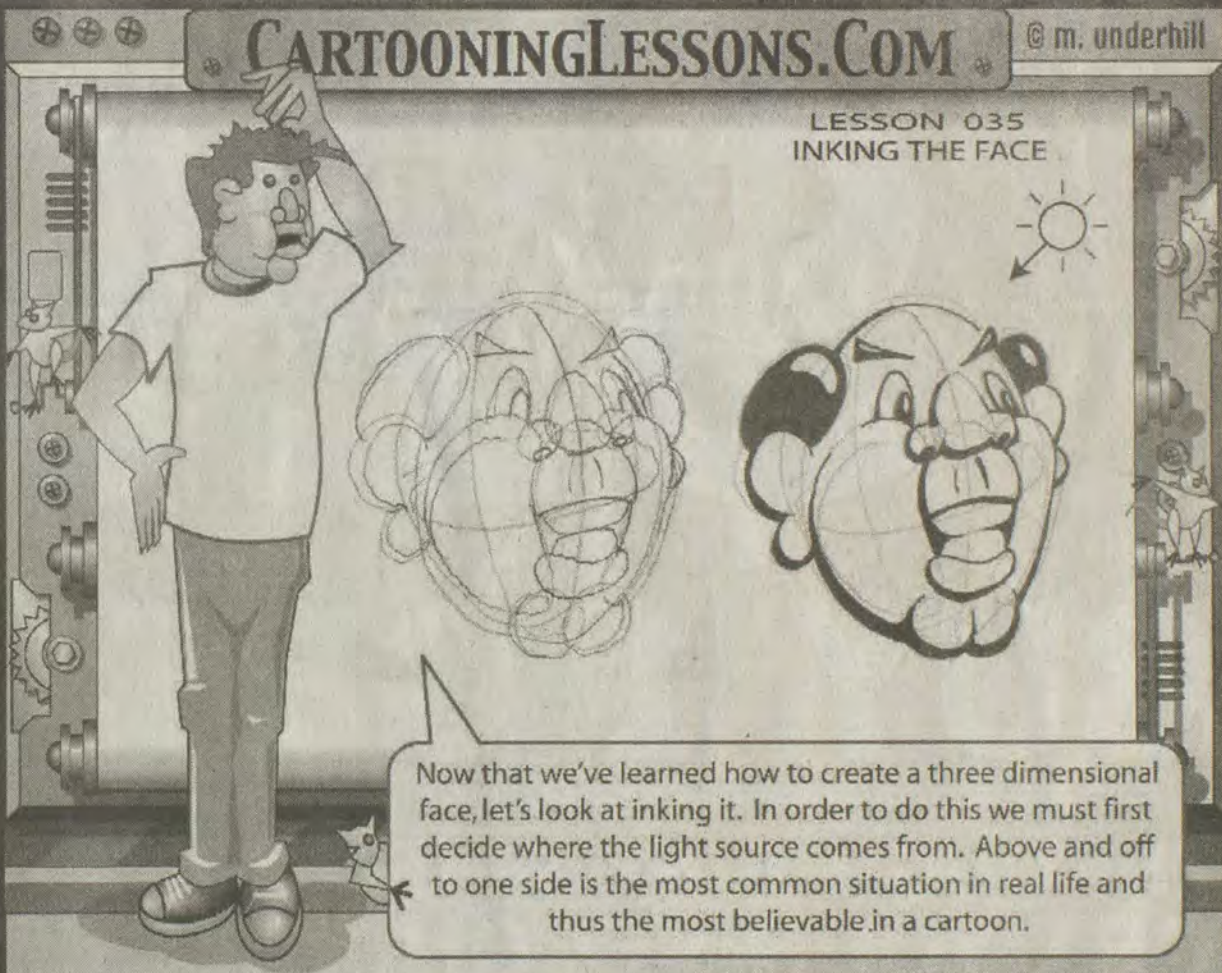 CARTOONINGLESSONS.COM
© m. underhill
LESSON 035
INKING THE FACE
Now that we've learned how to create a three dimensional
face, let's look at inking it. In order to do this we must first
decide where the light source comes from. Above and off
to one side is the most common situation in real life and
thus the most believable in a cartoon.